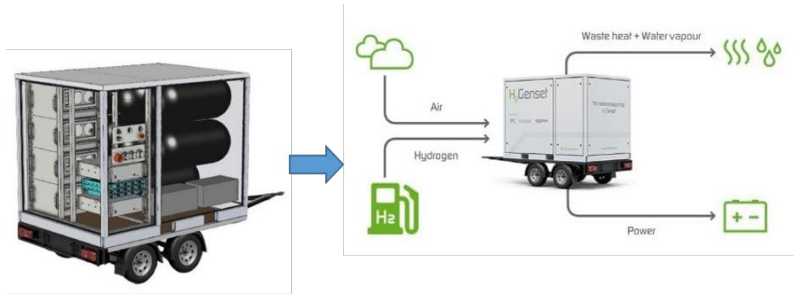 Waste heat + Water vapour
H2Genset
Air
Hydrogen
H2
Power
+ -